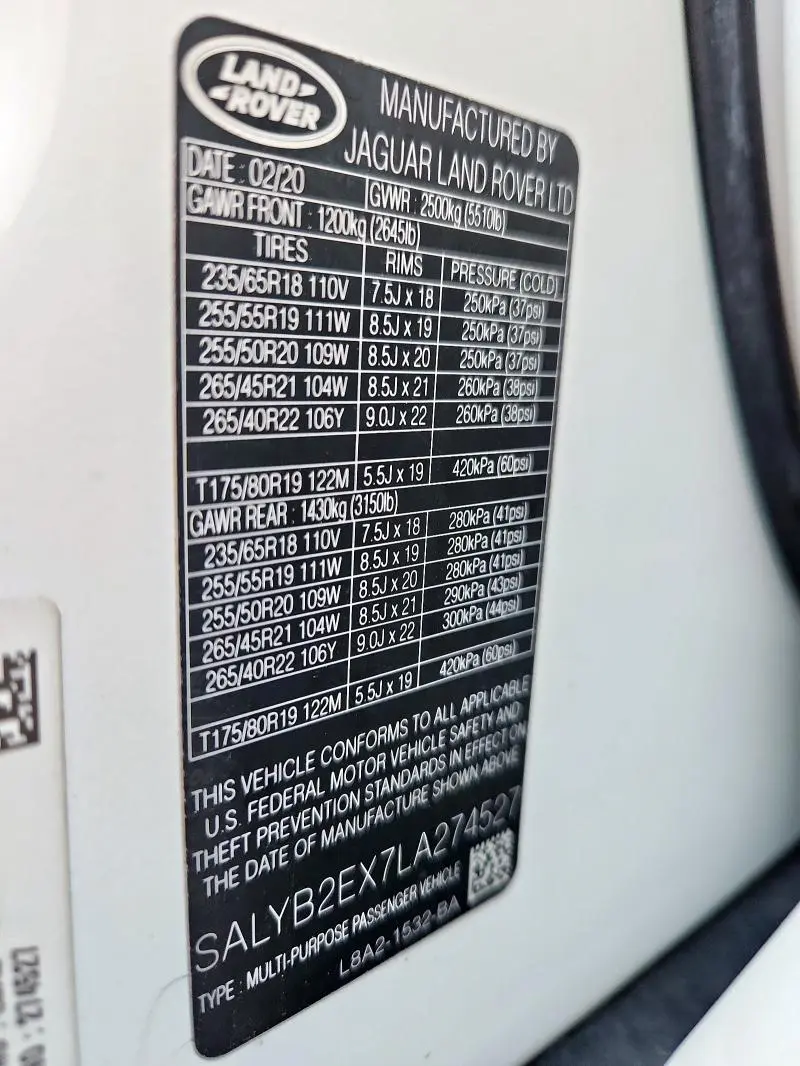 LAND-
-ROVER
MANUFACTURED BY
JAGUAR LAND ROVER LTD
DATE : 02/20 GVWR : 2500kg (5510lb)
GAWR FRONT : 1200kg (2645lb)
TIRES RIMS PRESSURE (COLD)
235/65R18 110V 7.5J x 18 250kPa (37psi)
255/55R19 111W 8.5J x 19 250kPa (37psi)
255/50R20 109W 8.5J x 20 250kPa (37psi)
265/45R21 104W 8.5J x 21 260kPa (38psi)
265/40R22 106Y 9.0J x 22 260kPa (38psi)
T175/80R19 122M 5.5J x 19 420kPa (60psi)
GAWR REAR : 1430kg (3150lb)
235/65R18 110V 7.5J x 18 280kPa (41psi)
255/55R19 111W 8.5J x 19 280kPa (41psi)
255/50R20 109W 8.5J x 20 280kPa (41psi)
265/45R21 104W 8.5J x 21 290kPa (43psi)
265/40R22 106Y 9.0J x 22 300kPa (44psi)
T175/80R19 122M 5.5J x 19 420kPa (60psi)
THIS VEHICLE CONFORMS TO ALL APPLICABLE
U.S. FEDERAL MOTOR VEHICLE SAFETY AND
THEFT PREVENTION STANDARDS IN EFFECT ON
THE DATE OF MANUFACTURE SHOWN ABOVE
SALYB2EX7LA274527
TYPE : MULTI-PURPOSE PASSENGER VEHICLE
L8A2-1532-BA
274527